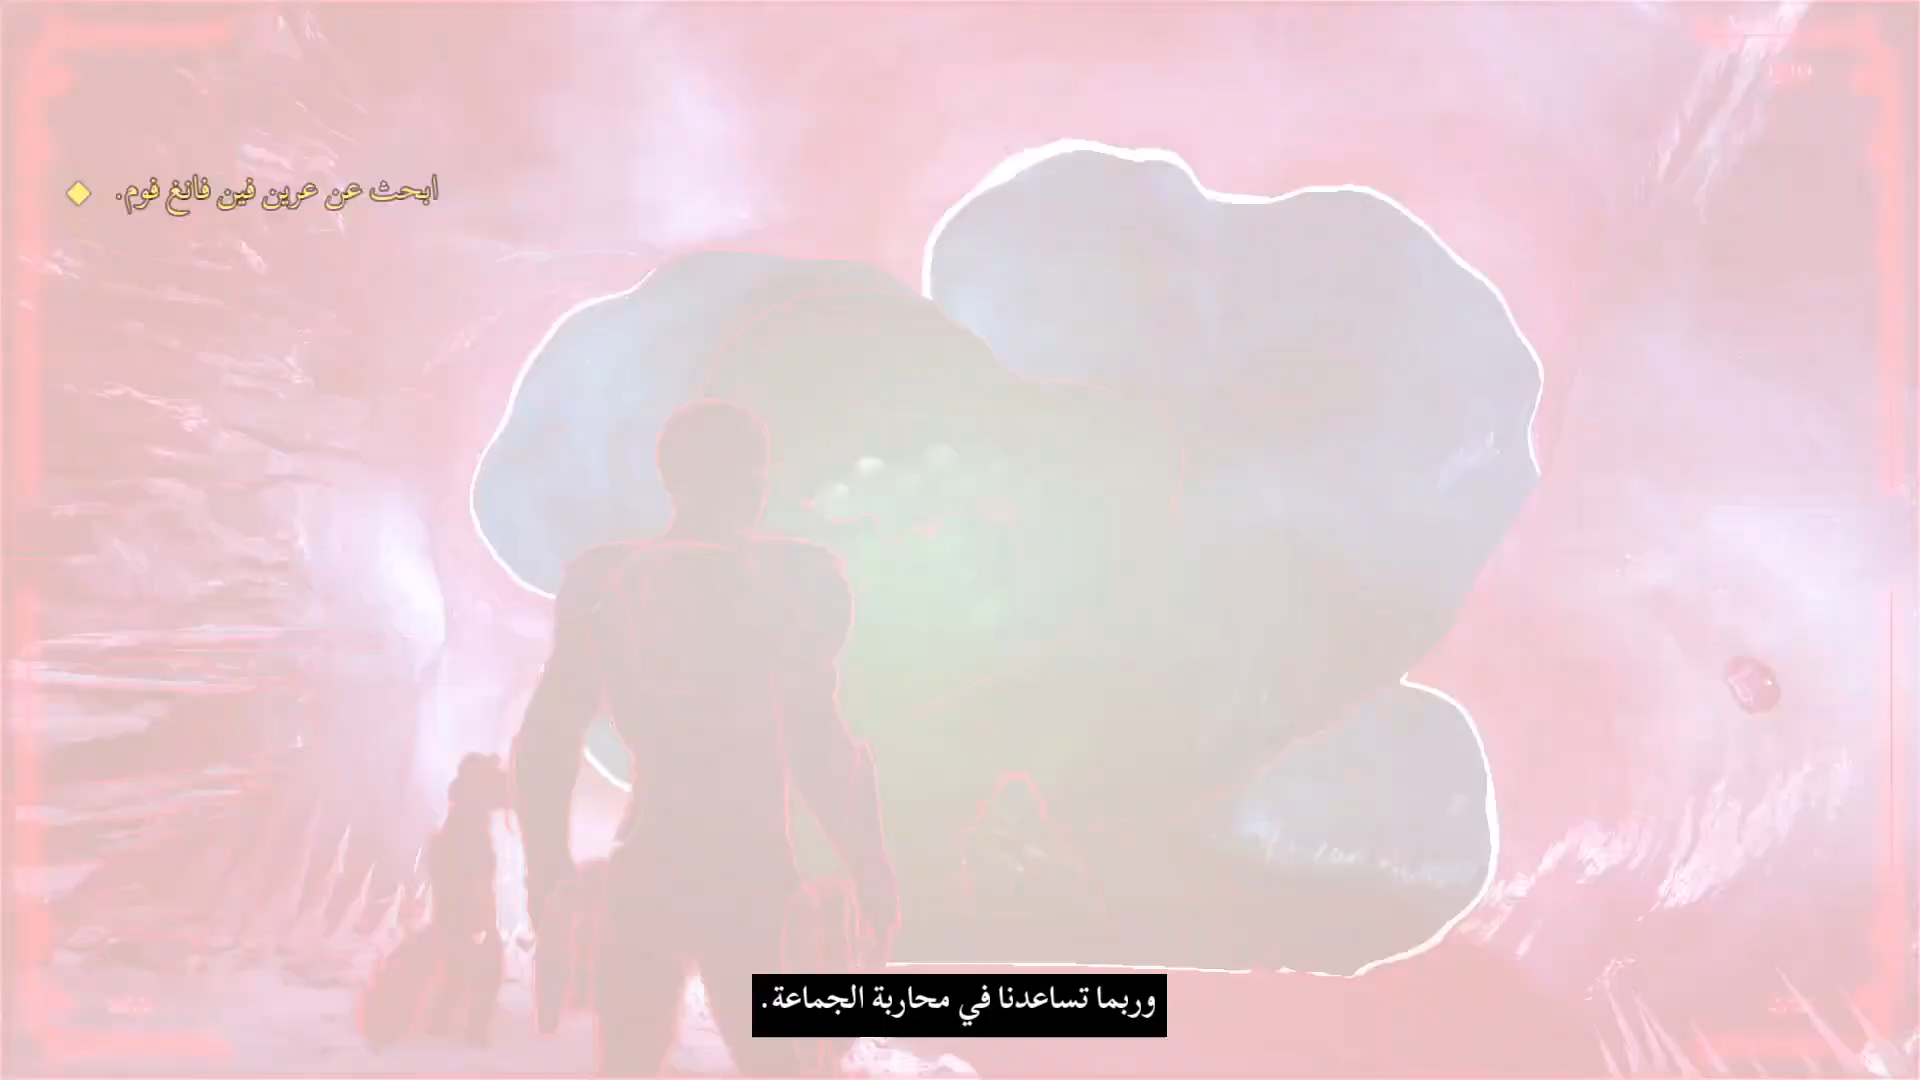 ابحث عن عرين فين فانغ فوم.
وربما تساعدنا في محاربة الجماعة.